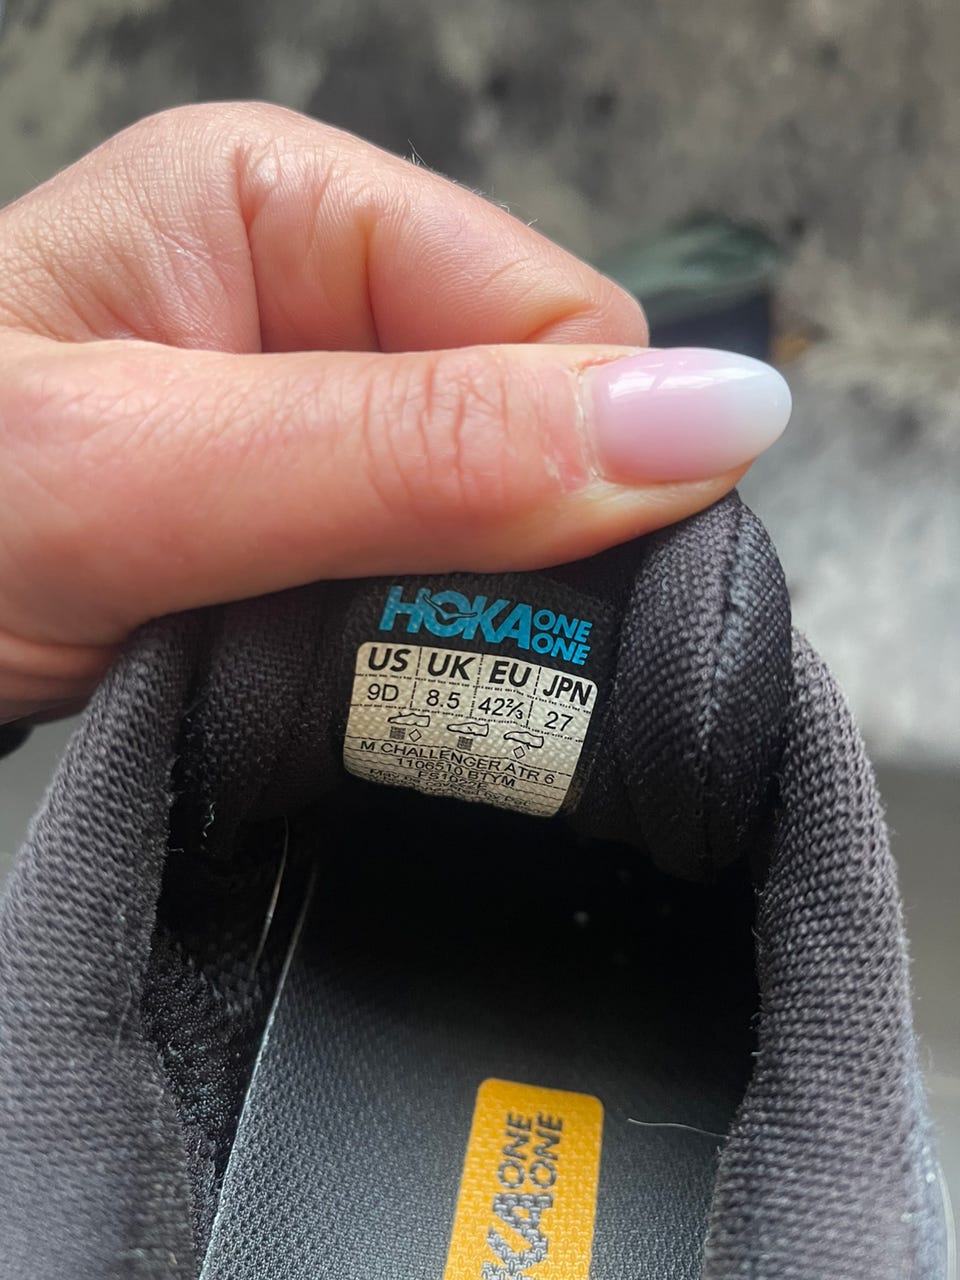 HOKA ONE ONE
US UK EU JPN
9D 8.5 42⅔ 27
M CHALLENGER ATR 6
1106510 BTYM
HOKA ONE ONE